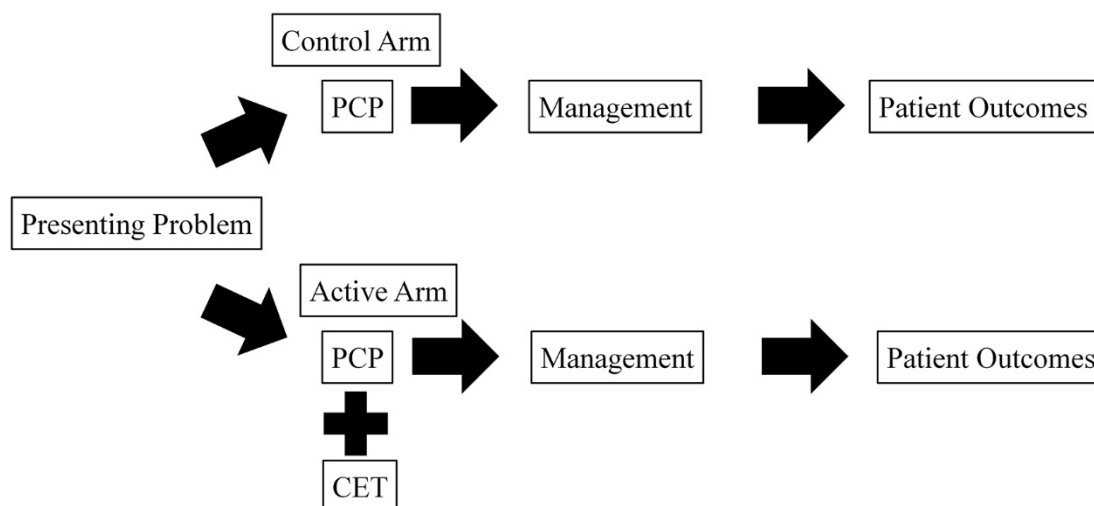 Control Arm
PCP
Management
Patient Outcomes
Presenting Problem
Active Arm
PCP
Management
Patient Outcomes
CET